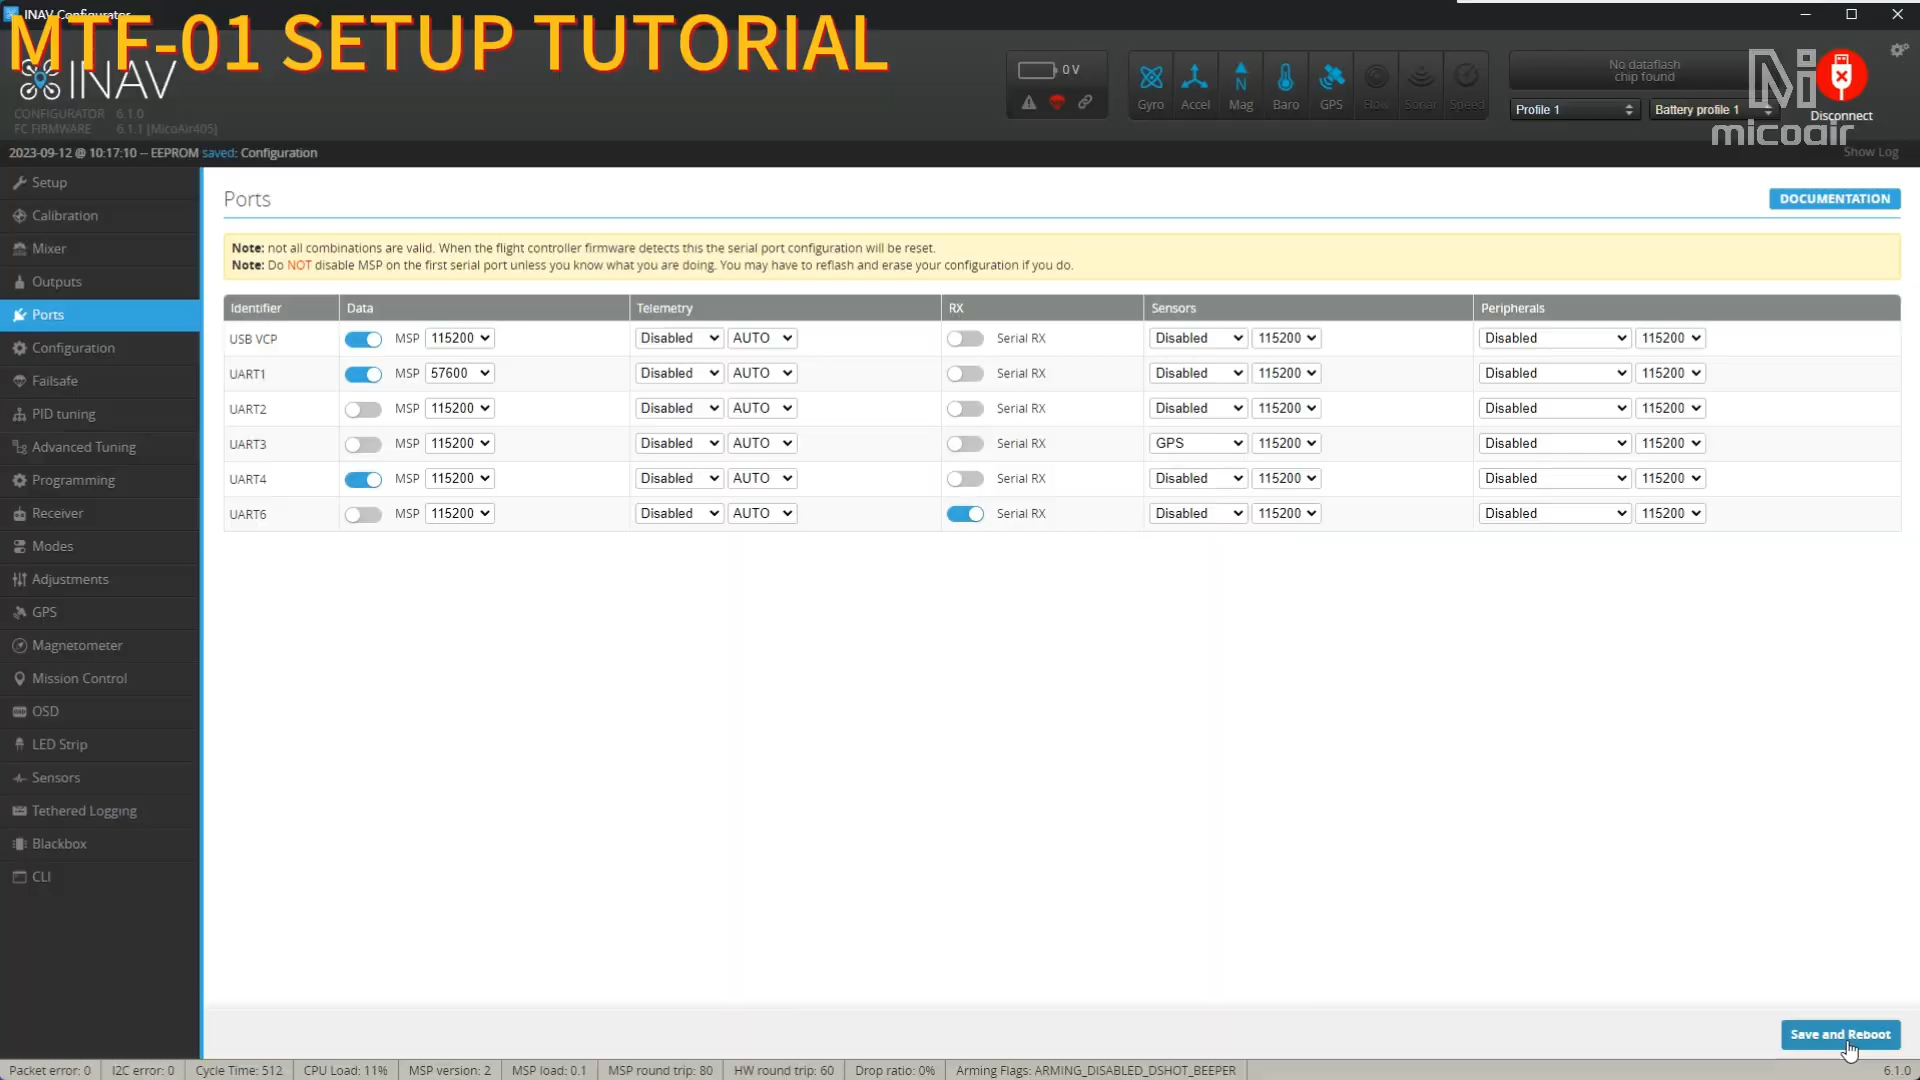 INAV Configurator
MTF-01 SETUP TUTORIAL
INAV
CONFIGURATOR 6.1.0
FC FIRMWARE 6.1.1 [MicoAir405]
0 V
Gyro Accel Mag Baro GPS Flow Sonar Speed
No dataflash
chip found
Profile 1 Battery profile 1
Disconnect
micoair
2023-09-12 @ 10:17:10 -- EEPROM saved: Configuration
Show Log
Setup
Calibration
Mixer
Outputs
Ports
Configuration
Failsafe
PID tuning
Advanced Tuning
Programming
Receiver
Modes
Adjustments
GPS
Magnetometer
Mission Control
OSD
LED Strip
Sensors
Tethered Logging
Blackbox
CLI
Ports
DOCUMENTATION
Note: not all combinations are valid. When the flight controller firmware detects this the serial port configuration will be reset.
Note: Do NOT disable MSP on the first serial port unless you know what you are doing. You may have to reflash and erase your configuration if you do.
Identifier Data Telemetry RX Sensors Peripherals
USB VCP MSP 115200 Disabled AUTO Serial RX Disabled 115200 Disabled 115200
UART1 MSP 57600 Disabled AUTO Serial RX Disabled 115200 Disabled 115200
UART2 MSP 115200 Disabled AUTO Serial RX Disabled 115200 Disabled 115200
UART3 MSP 115200 Disabled AUTO Serial RX GPS 115200 Disabled 115200
UART4 MSP 115200 Disabled AUTO Serial RX Disabled 115200 Disabled 115200
UART6 MSP 115200 Disabled AUTO Serial RX Disabled 115200 Disabled 115200
Save and Reboot
Packet error: 0 I2C error: 0 Cycle Time: 512 CPU Load: 11% MSP version: 2 MSP load: 0.1 MSP round trip: 80 HW round trip: 60 Drop ratio: 0% Arming Flags: ARMING_DISABLED_DSHOT_BEEPER 6.1.0